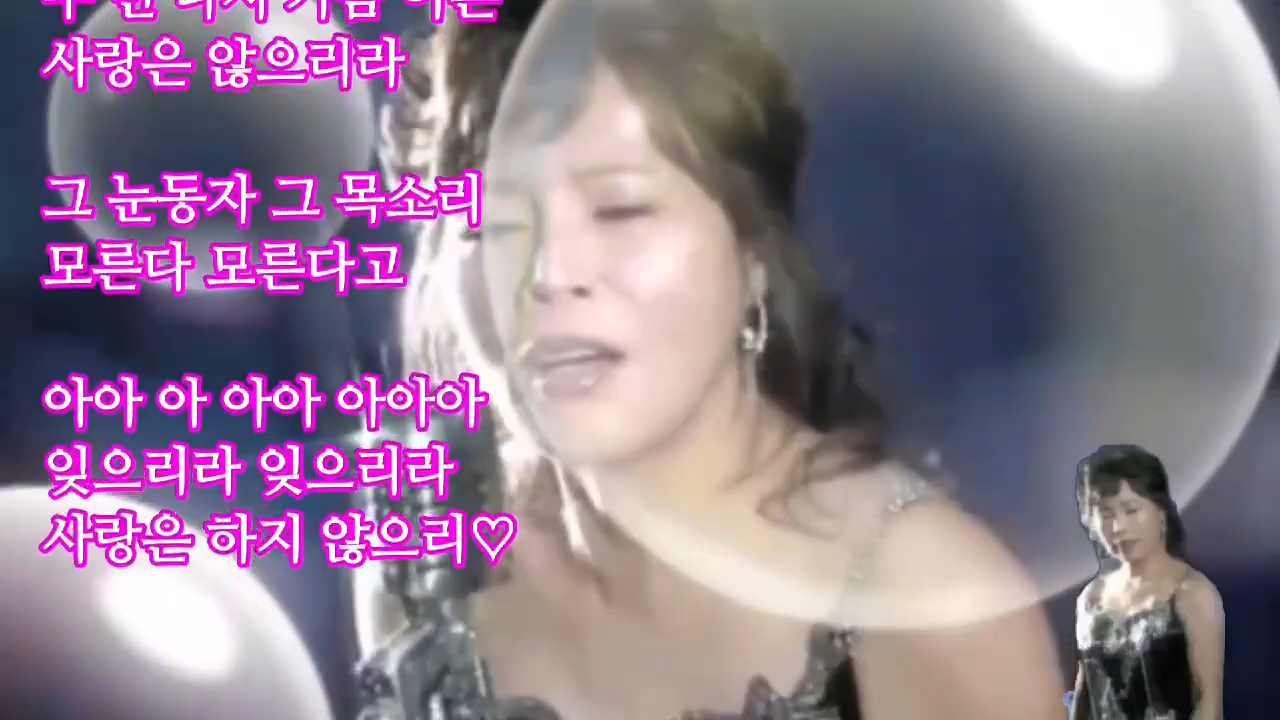 사랑은 않으리라
그 눈동자 그 목소리
모른다 모른다고
아아 아 아아 아아아
잊으리라 잊으리라
사랑은 하지 않으리♡